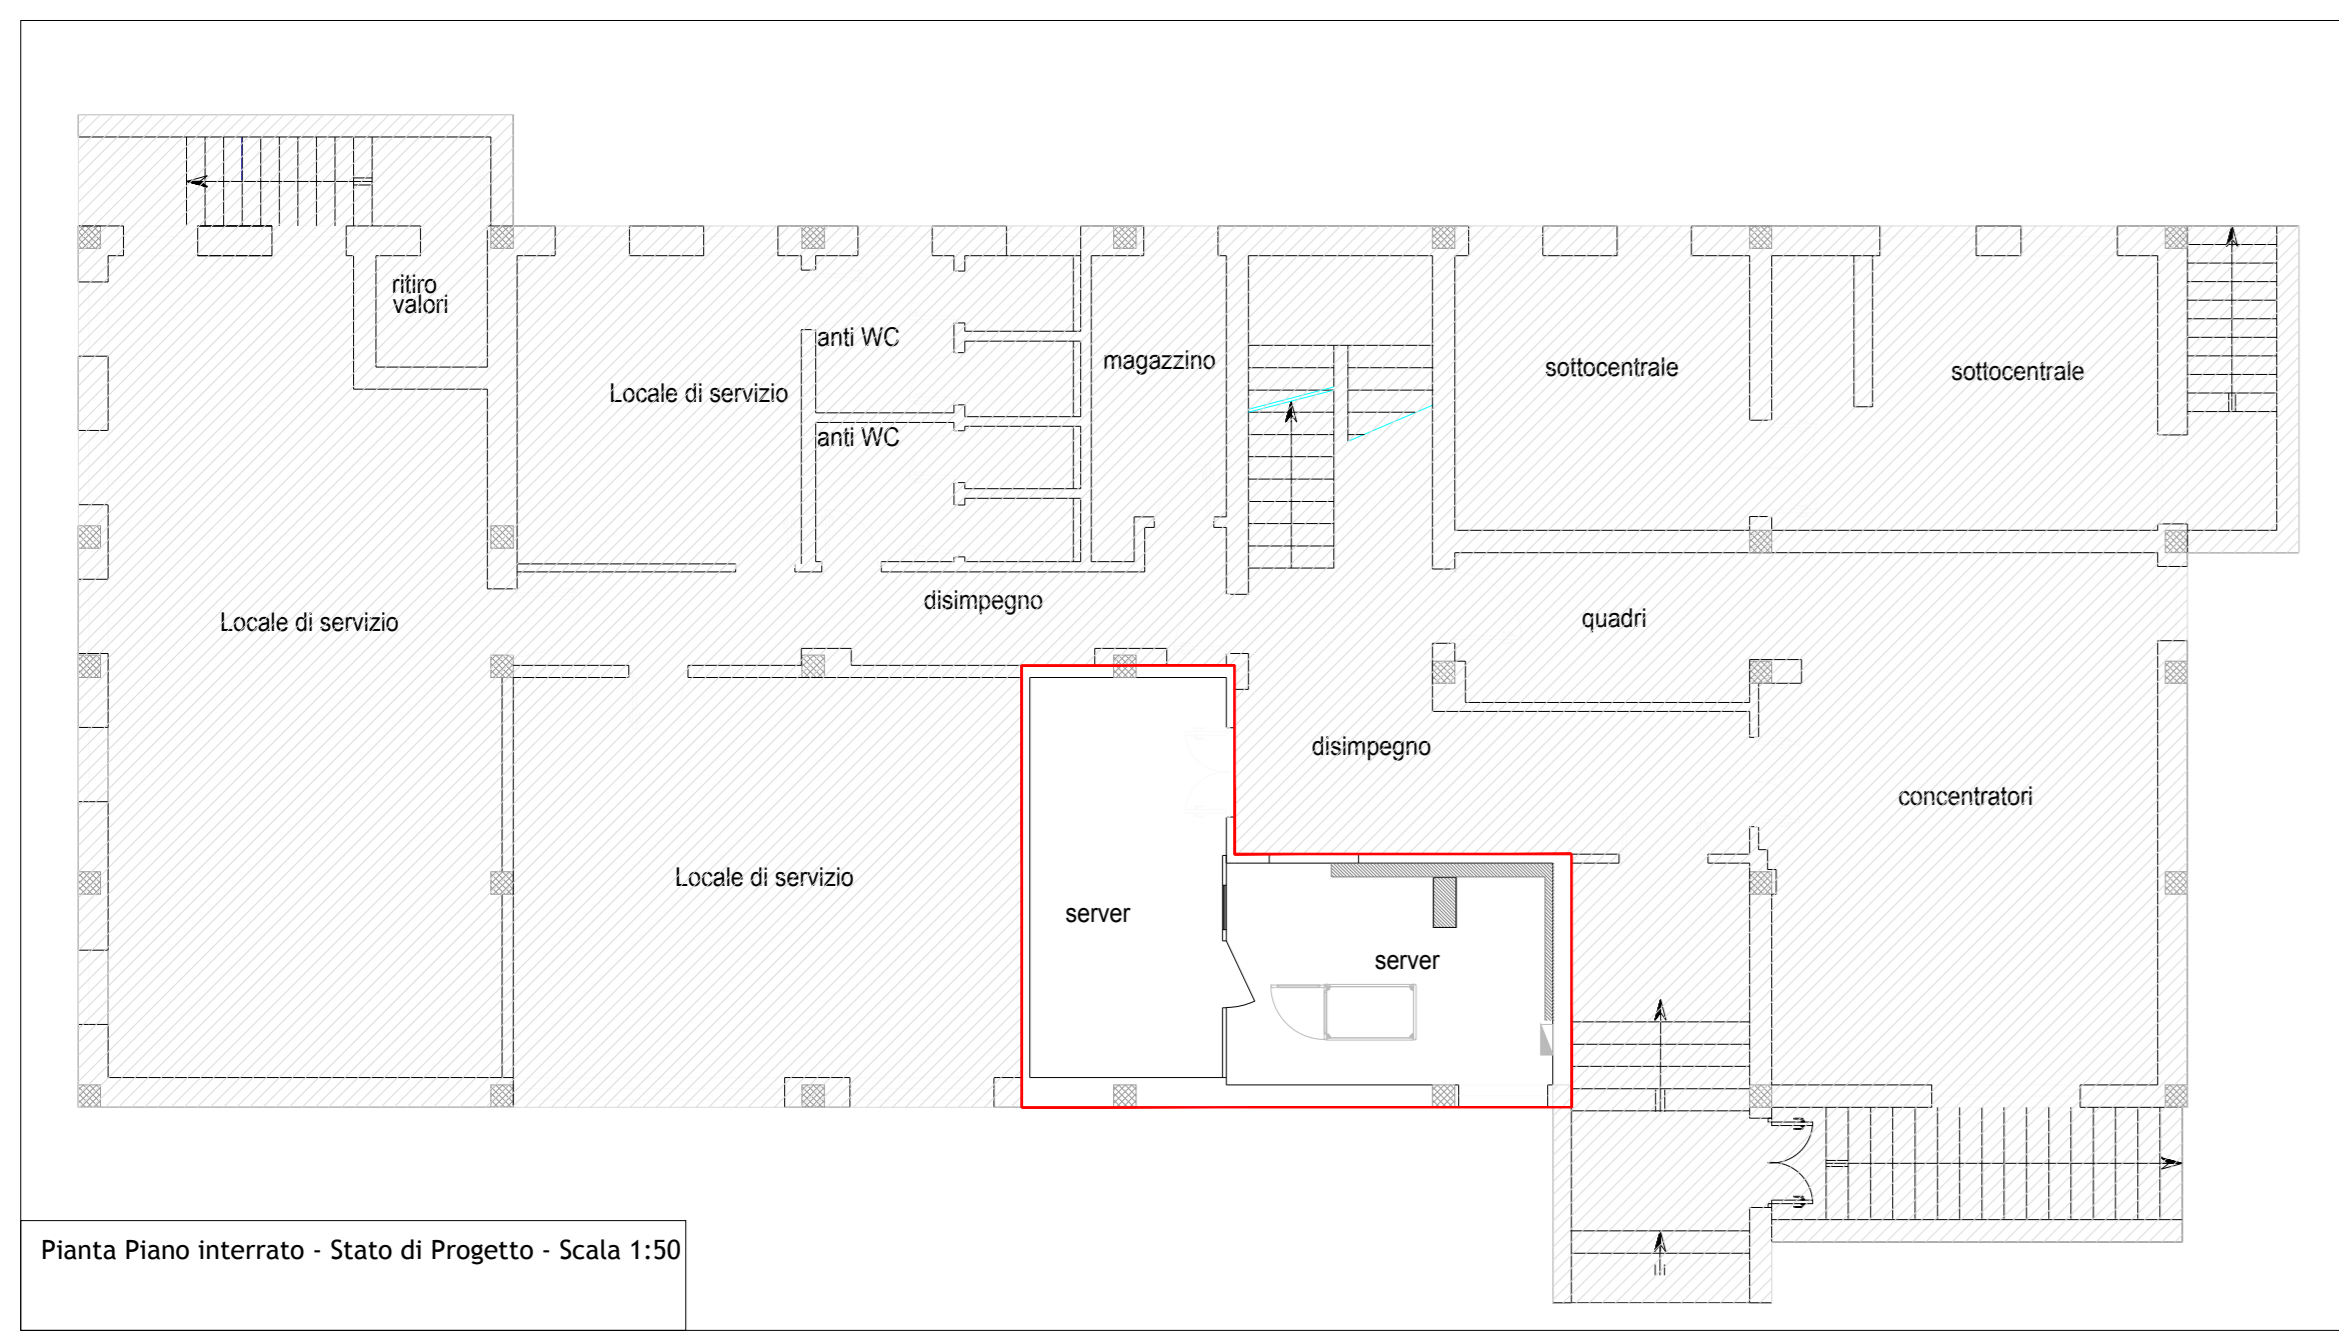 ritiro
valori
anti WC
magazzino
sottocentrale
sottocentrale
Locale di servizio
anti WC
disimpegno
quadri
Locale di servizio
disimpegno
concentratori
Locale di servizio
server
server
Pianta Piano interrato - Stato di Progetto - Scala 1:50